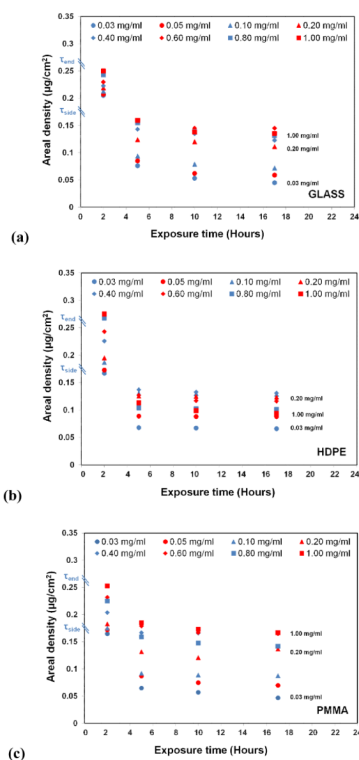 0.35
0.03 mg/ml 0.05 mg/ml 0.10 mg/ml 0.20 mg/ml
0.40 mg/ml 0.60 mg/ml 0.80 mg/ml 1.00 mg/ml
0.3
τend
0.25
0.2
τside
0.15
0.1
0.05
0
Areal density (µg/cm²)
1.00 mg/ml
0.20 mg/ml
0.03 mg/ml
GLASS
0 2 4 6 8 10 12 14 16 18 20 22 24
Exposure time (Hours)
(a)
0.35
0.03 mg/ml 0.05 mg/ml 0.10 mg/ml 0.20 mg/ml
0.40 mg/ml 0.60 mg/ml 0.80 mg/ml 1.00 mg/ml
0.3
τend
0.25
0.2
τside
0.15
0.1
0.05
0
Areal density (µg/cm²)
0.20 mg/ml
1.00 mg/ml
0.03 mg/ml
HDPE
0 2 4 6 8 10 12 14 16 18 20 22 24
Exposure time (Hours)
(b)
0.35
0.03 mg/ml 0.05 mg/ml 0.10 mg/ml 0.20 mg/ml
0.40 mg/ml 0.60 mg/ml 0.80 mg/ml 1.00 mg/ml
0.3
τend
0.25
0.2
τside
0.15
0.1
0.05
0
Areal density (µg/cm²)
1.00 mg/ml
0.20 mg/ml
0.03 mg/ml
PMMA
0 2 4 6 8 10 12 14 16 18 20 22 24
Exposure time (Hours)
(c)